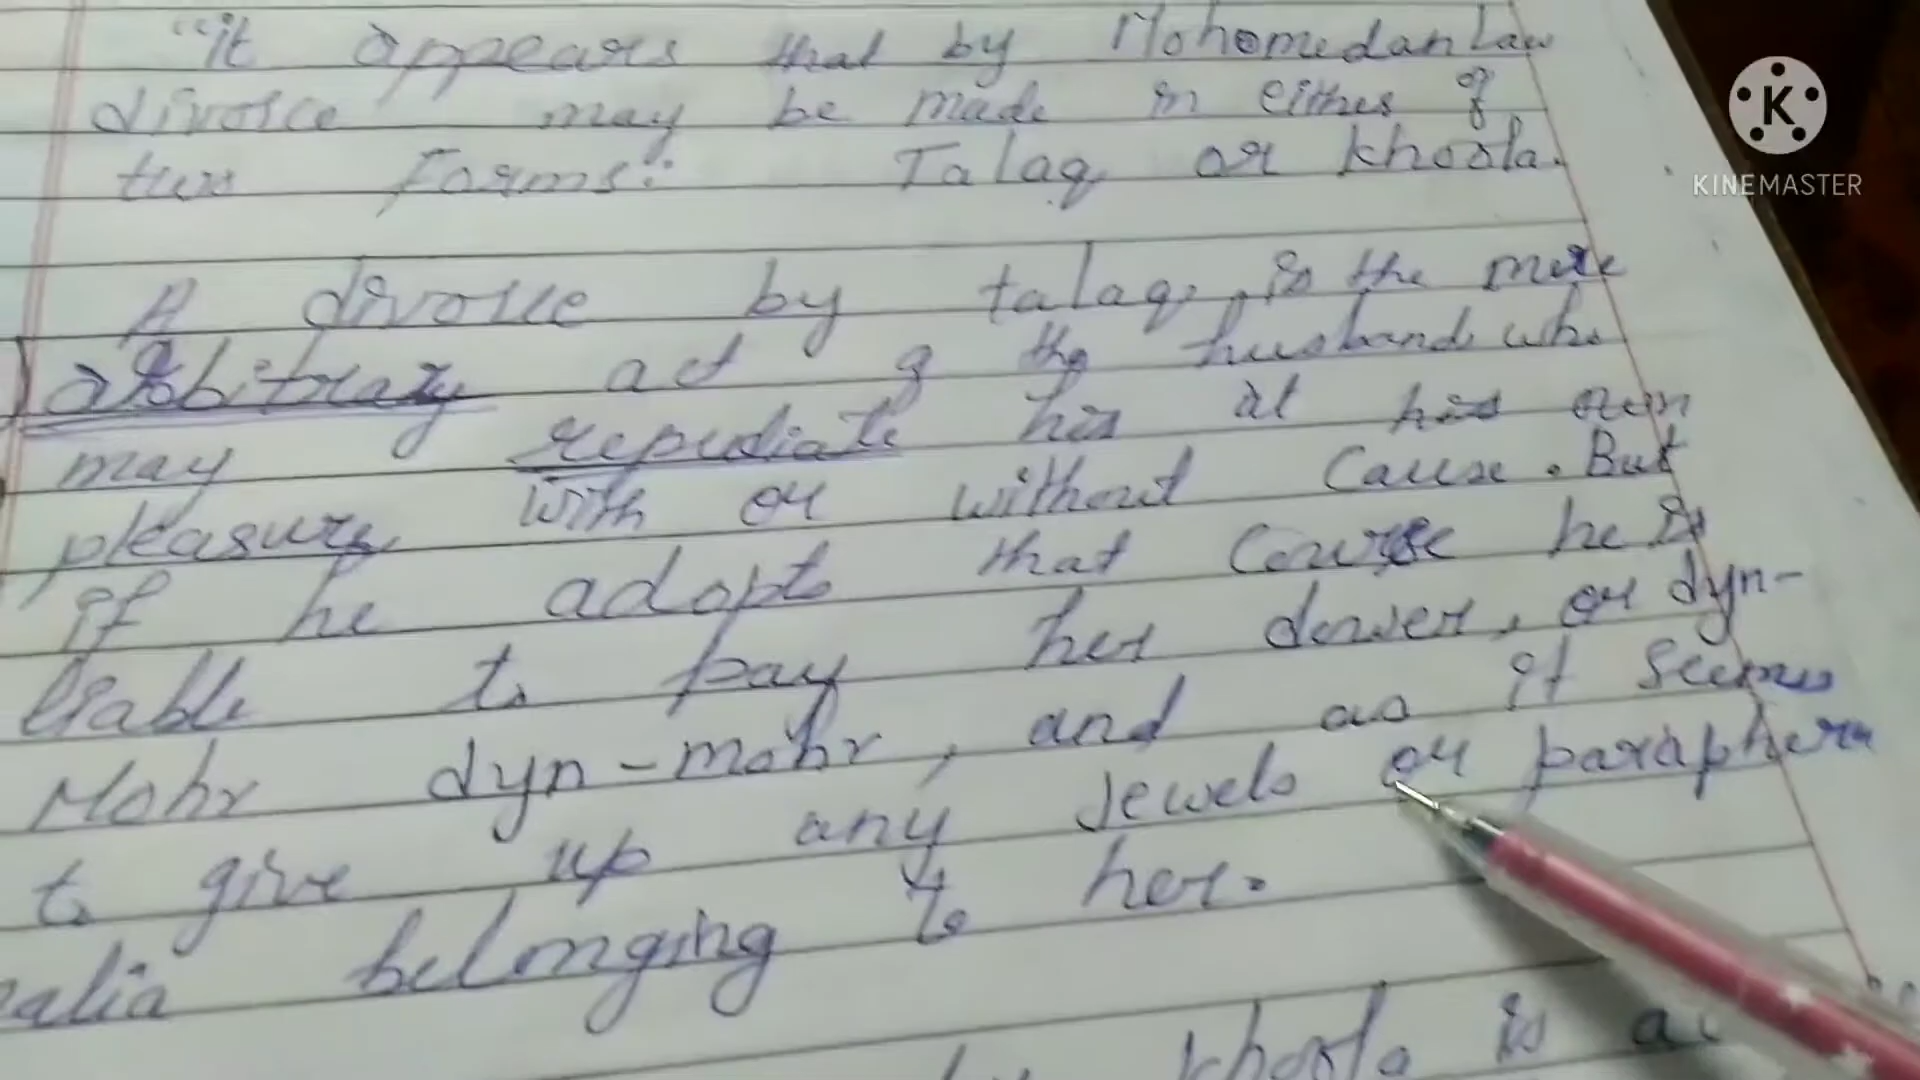 "it appears that by Mohomedan Law
divorce may be made in either of
two Forms: Talaq or khoola.
A divorce by talaq, is the mere
arbitrary act of the husband who
may repudiate his at his own
pleasure with or without Cause. But
if he adopts that Course he is
liable to pay her dower, or dyn-
Mohr dyn-mohr, and as it seems
to give up any Jewels or paraphern
alia belonging to her.
khoola is a
KINEMASTER